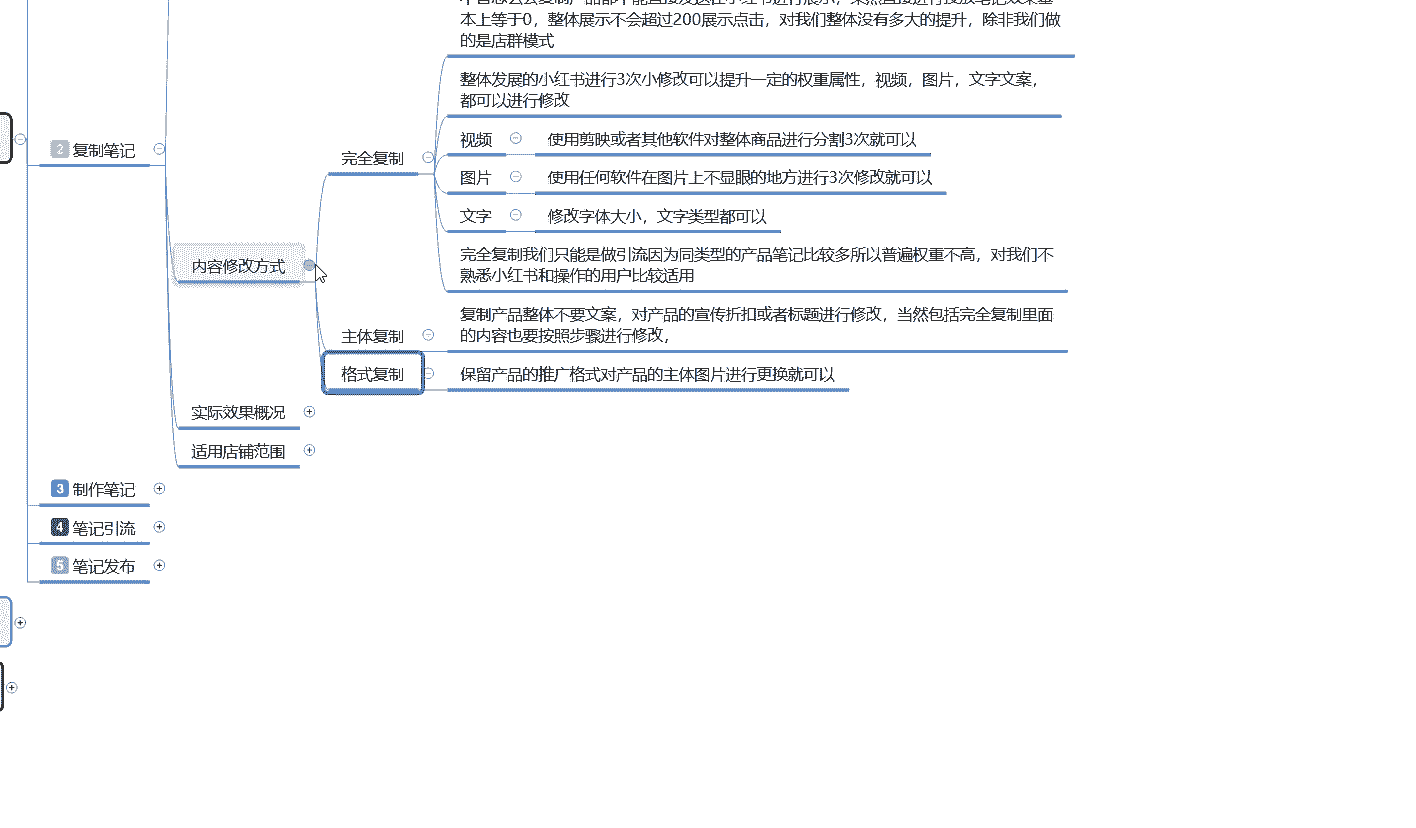 本上等于0，整体展示不会超过200展示点击，对我们整体没有多大的提升，除非我们做
的是店群模式
整体发展的小红书进行3次小修改可以提升一定的权重属性，视频，图片，文字文案，
都可以进行修改
2 复制笔记
完全复制
视频
使用剪映或者其他软件对整体商品进行分割3次就可以
图片
使用任何软件在图片上不显眼的地方进行3次修改就可以
文字
修改字体大小，文字类型都可以
完全复制我们只能是做引流因为同类型的产品笔记比较多所以普遍权重不高，对我们不
熟悉小红书和操作的用户比较适用
内容修改方式
复制产品整体不要文案，对产品的宣传折扣或者标题进行修改，当然包括完全复制里面
的内容也要按照步骤进行修改，
主体复制
格式复制
保留产品的推广格式对产品的主体图片进行更换就可以
实际效果概况
适用店铺范围
3 制作笔记
4 笔记引流
5 笔记发布